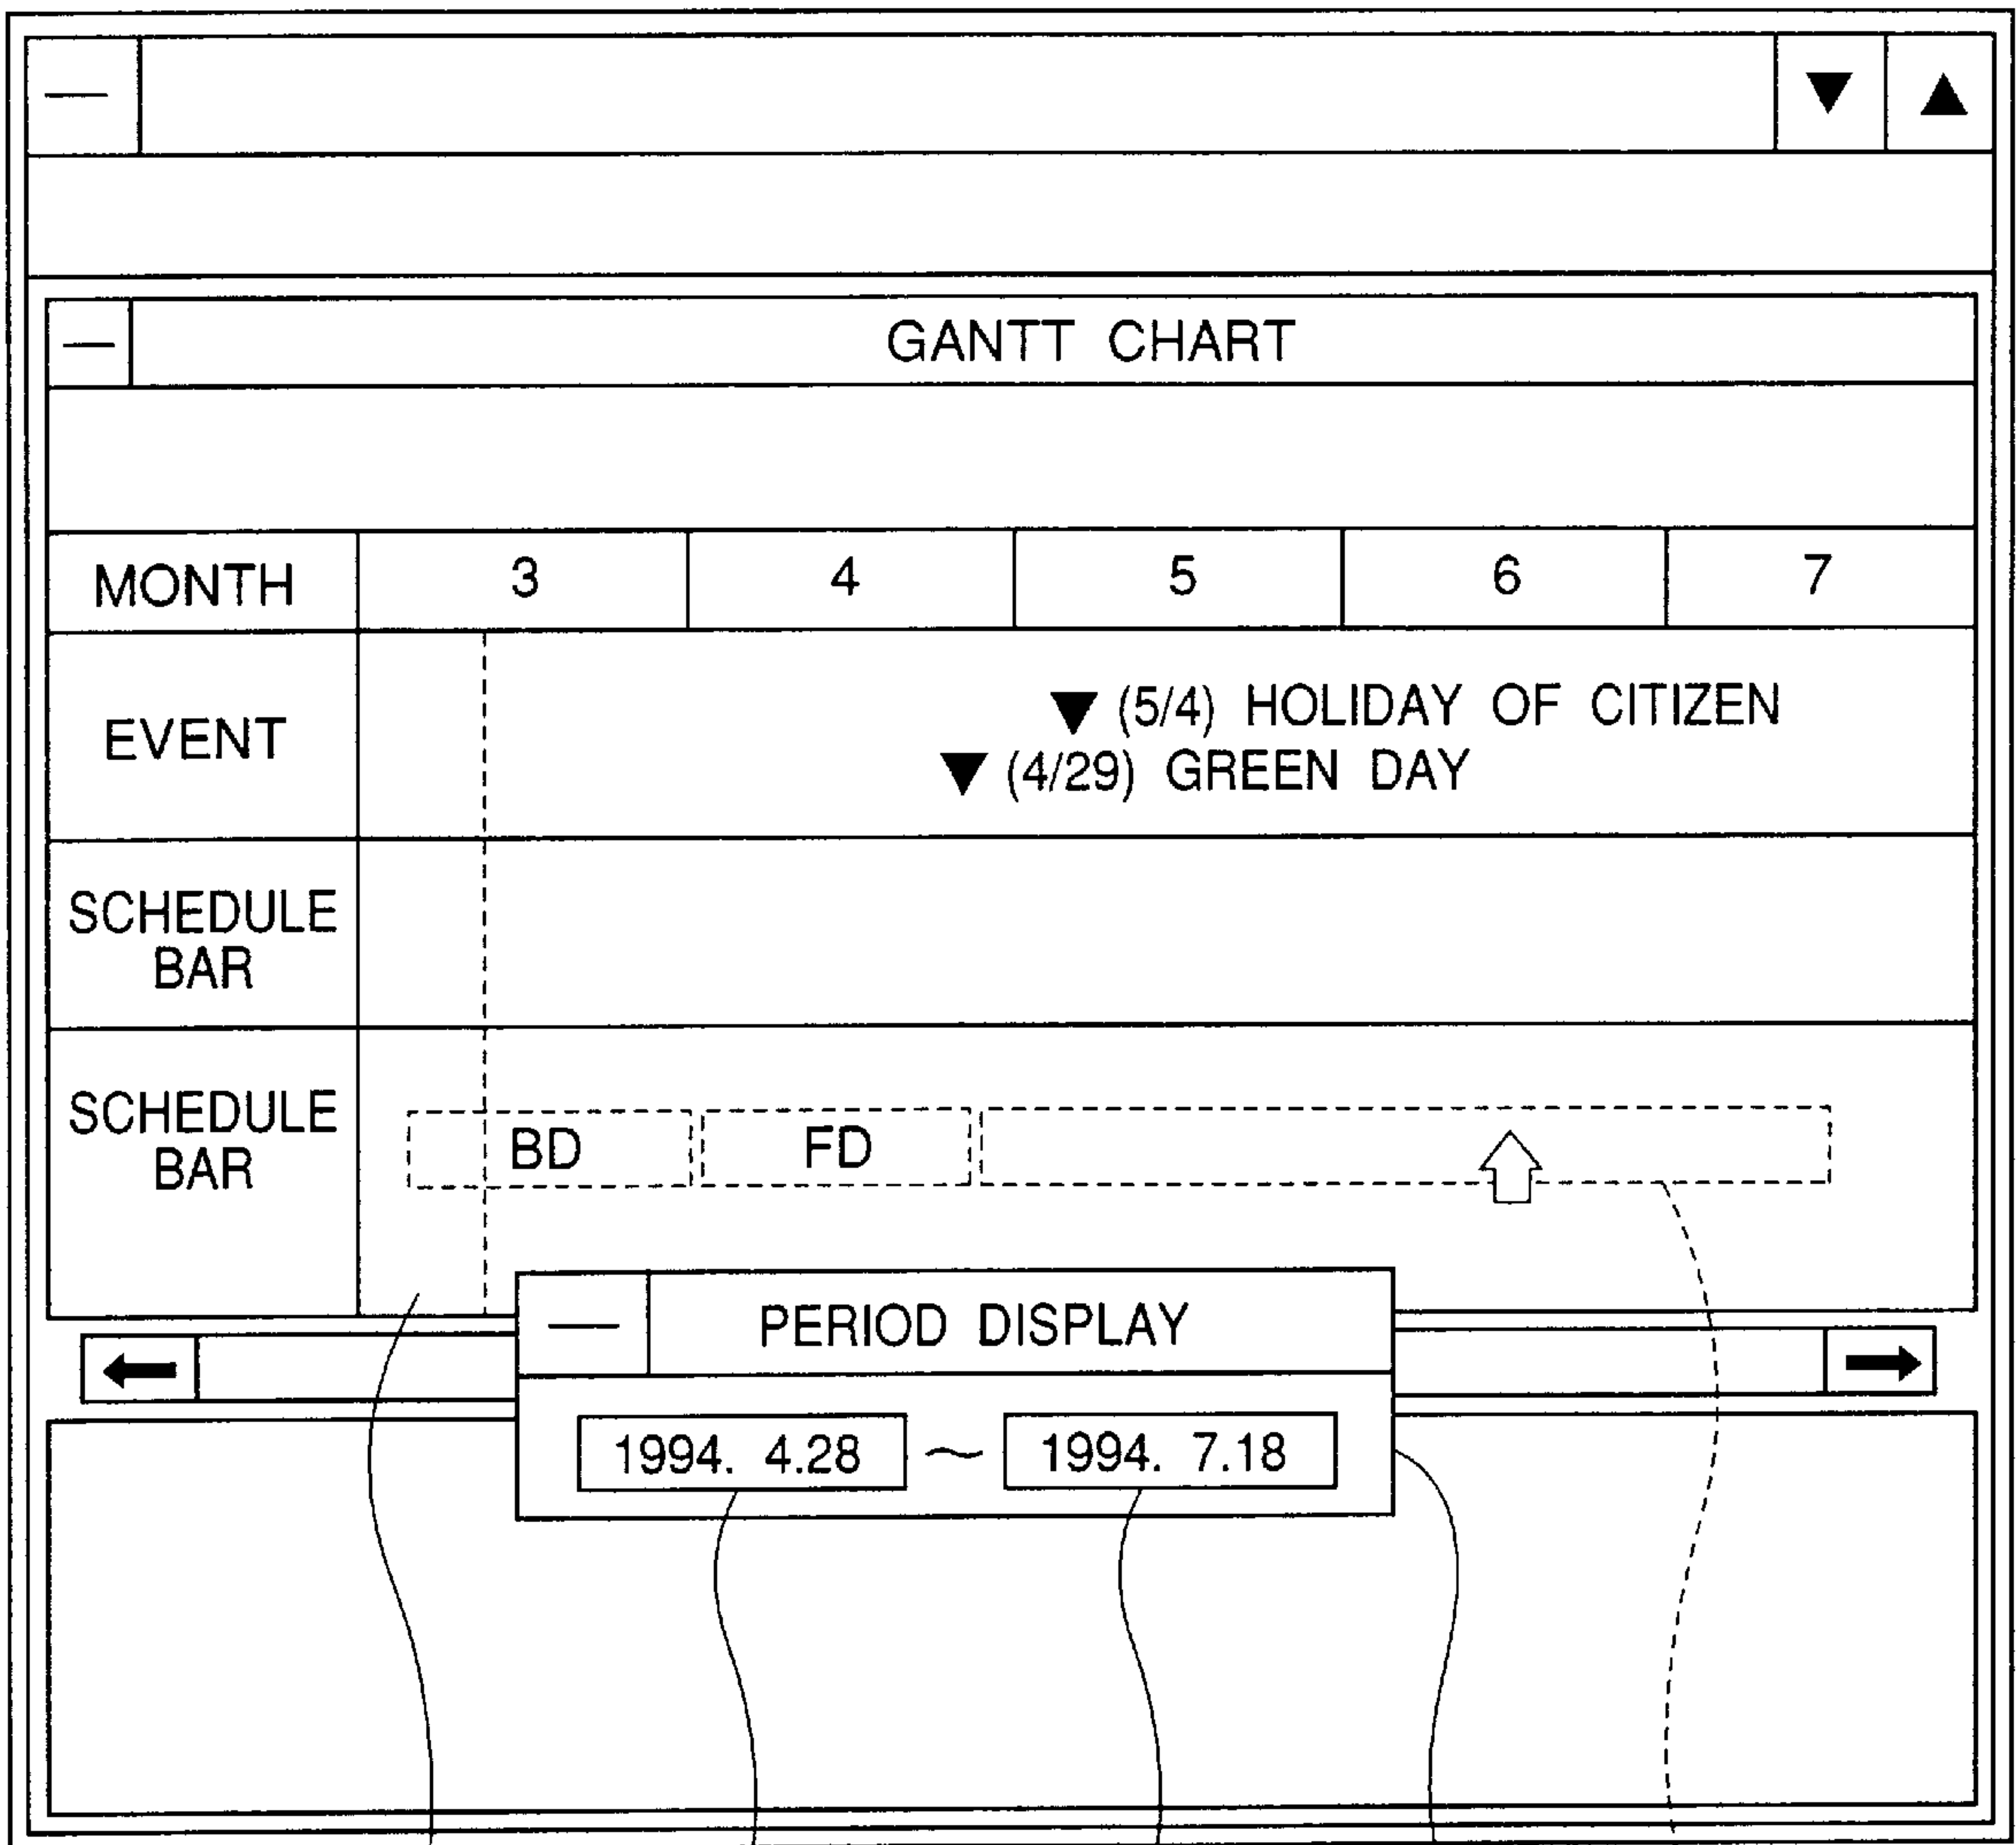 GANTT CHART
MONTH 3 4 5 6 7
EVENT
▼ (5/4) HOLIDAY OF CITIZEN
▼ (4/29) GREEN DAY
SCHEDULE
BAR
SCHEDULE
BAR
BD FD
PERIOD DISPLAY
1994. 4.28 ~ 1994. 7.18